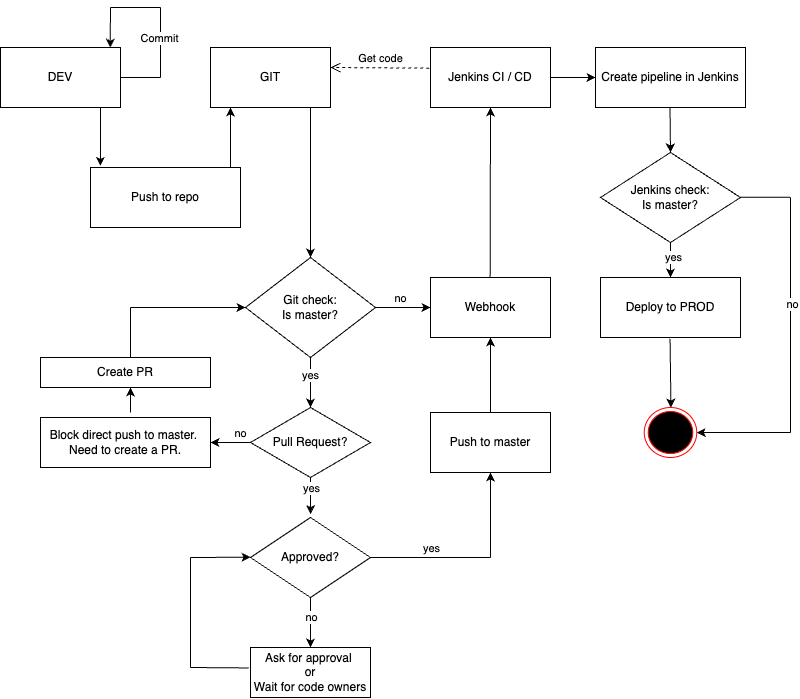 Commit
DEV
GIT
Get code
Jenkins CI / CD
Create pipeline in Jenkins
Push to repo
Jenkins check:
Is master?
yes
no
Git check:
Is master?
no
Webhook
Deploy to PROD
Create PR
yes
Block direct push to master.
Need to create a PR.
no
Pull Request?
Push to master
yes
Approved?
yes
no
Ask for approval
or
Wait for code owners